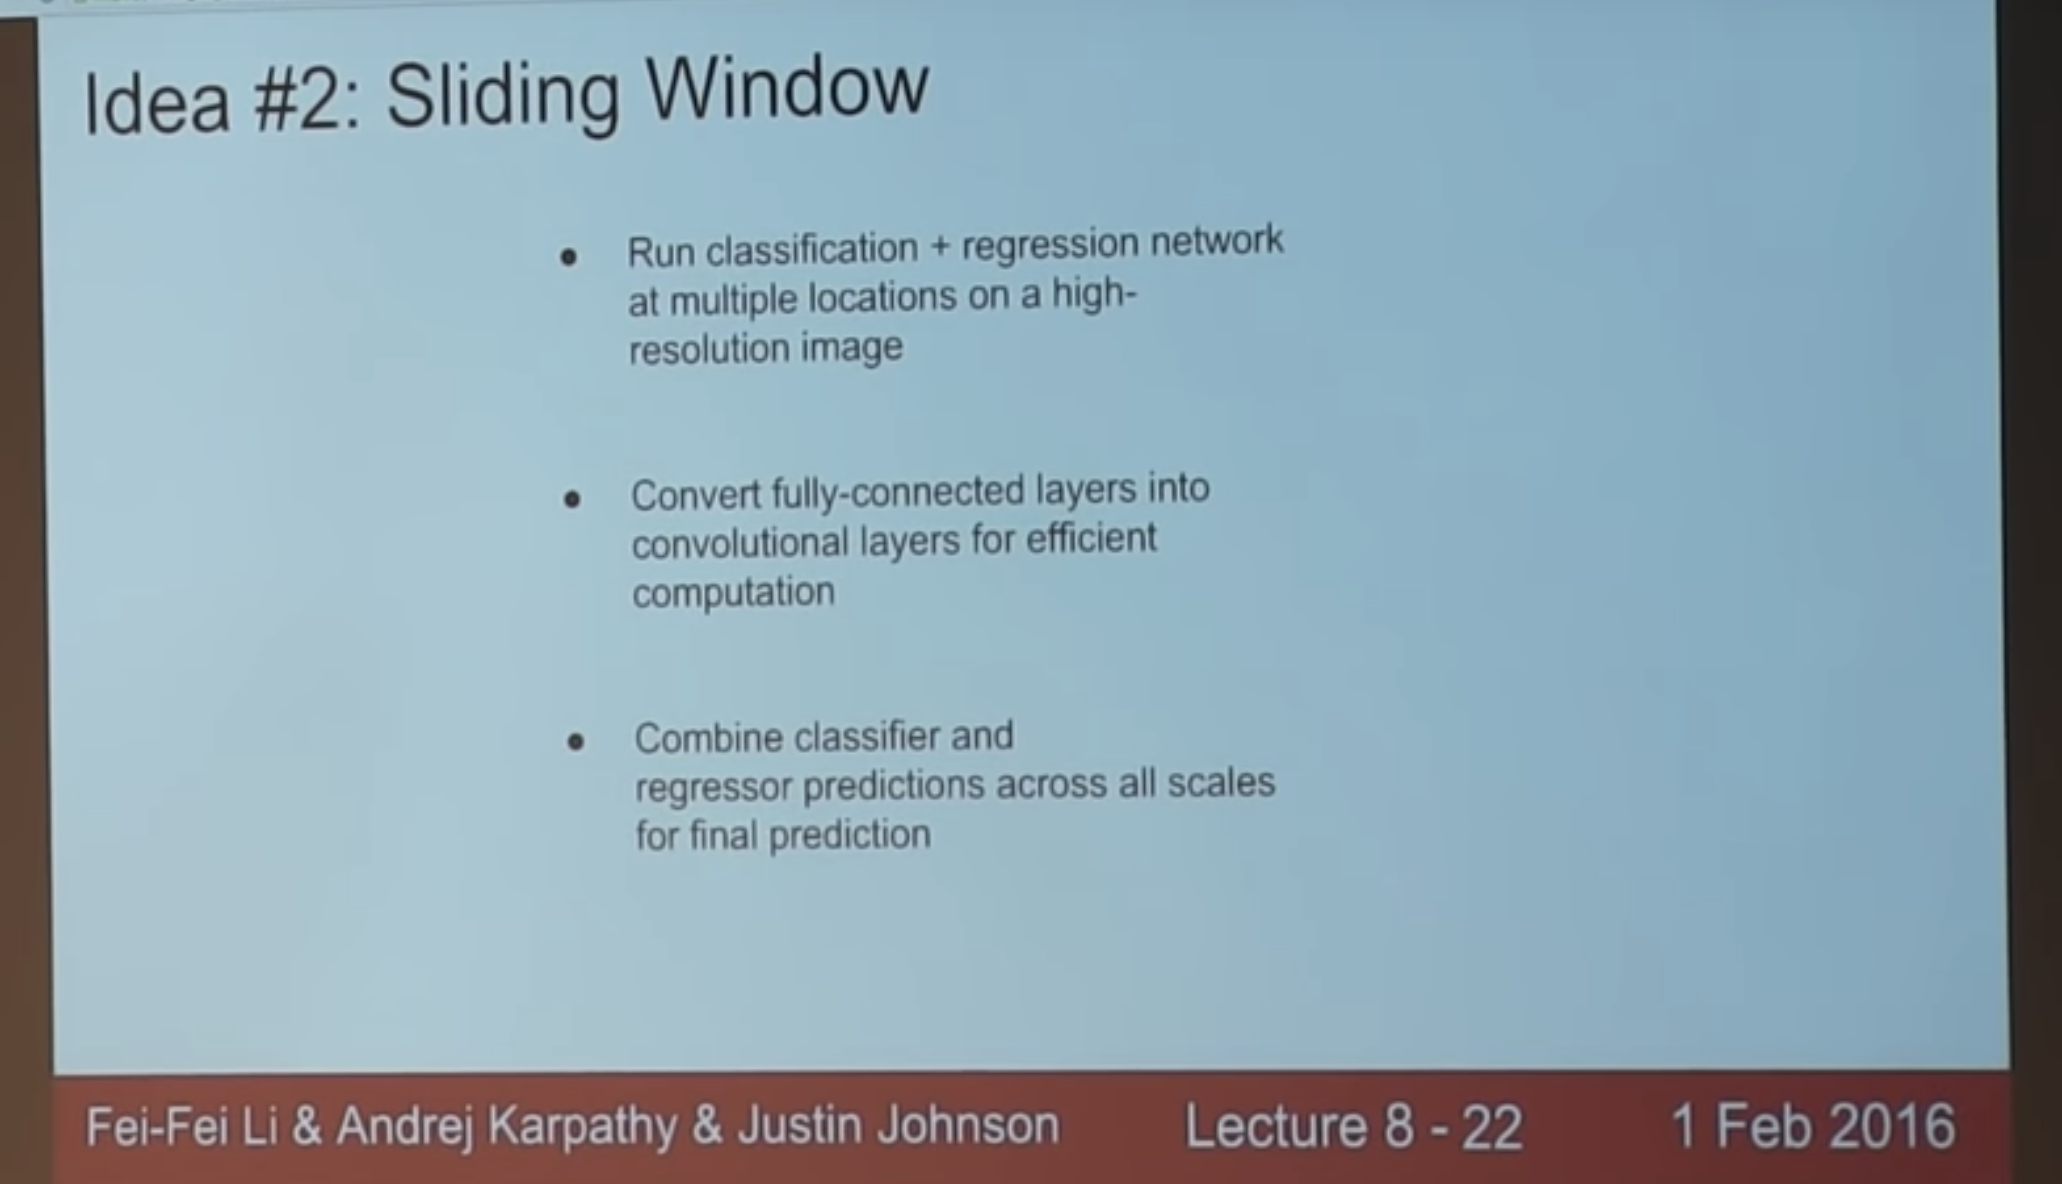 Idea #2: Sliding Window
● Run classification + regression network
at multiple locations on a high-
resolution image
● Convert fully-connected layers into
convolutional layers for efficient
computation
● Combine classifier and
regressor predictions across all scales
for final prediction
Fei-Fei Li & Andrej Karpathy & Justin Johnson
Lecture 8 - 22
1 Feb 2016